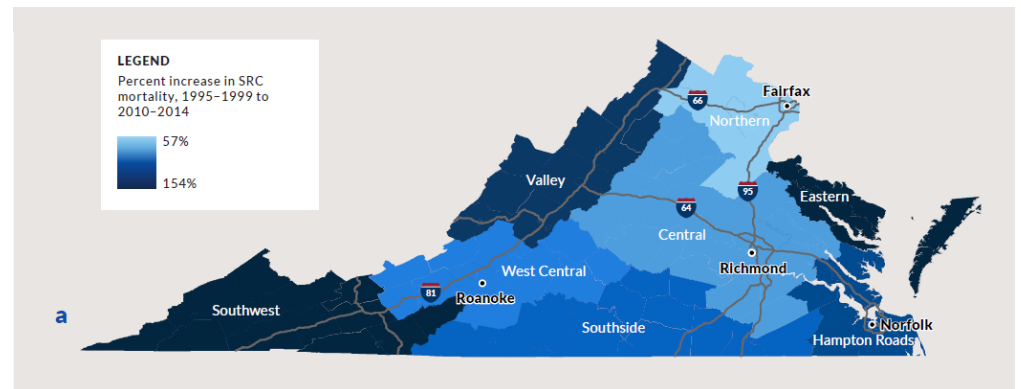 LEGEND
Percent increase in SRC
mortality, 1995–1999 to
2010–2014
57%
154%
Fairfax
66
Northern
Valley
95
Eastern
64
Central
Richmond
West Central
81
Roanoke
Southwest
a
Southside
Norfolk
Hampton Roads